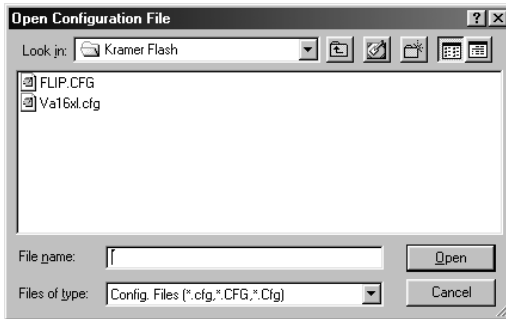 Open Configuration File
Look in: Kramer Flash
FLIP.CFG
Va16xl.cfg
File name:
Open
Files of type: Config. Files (*.cfg,*.CFG,*.Cfg)
Cancel